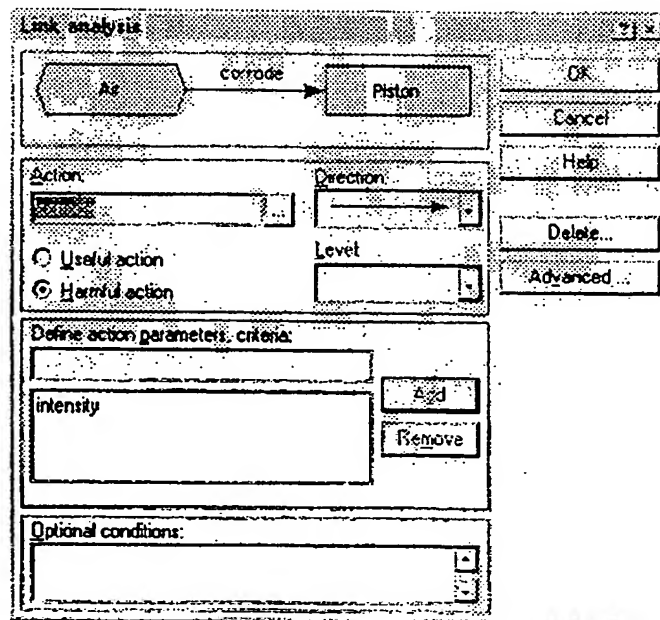 Link analysis
corrode
Air
Piston
OK
Cancel
Help
Delete...
Advanced...
Action:
Direction
...
Useful action
Harmful action
Level
Define action parameters, criteria:
Add
intensity
Remove
Optional conditions: